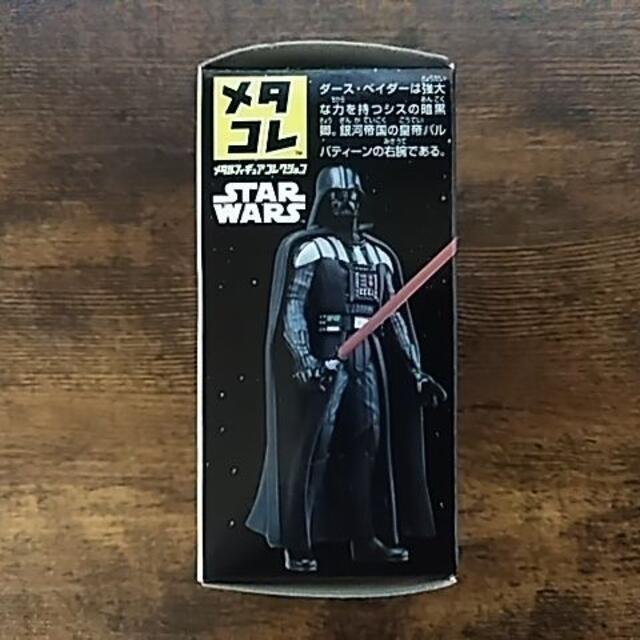 メタ
コレ™
メタルフィギュアコレクション
STAR
WARS
ダース・ベイダーは強大
な力を持つシスの暗黒
卿。銀河帝国の皇帝パル
パティーンの右腕である。